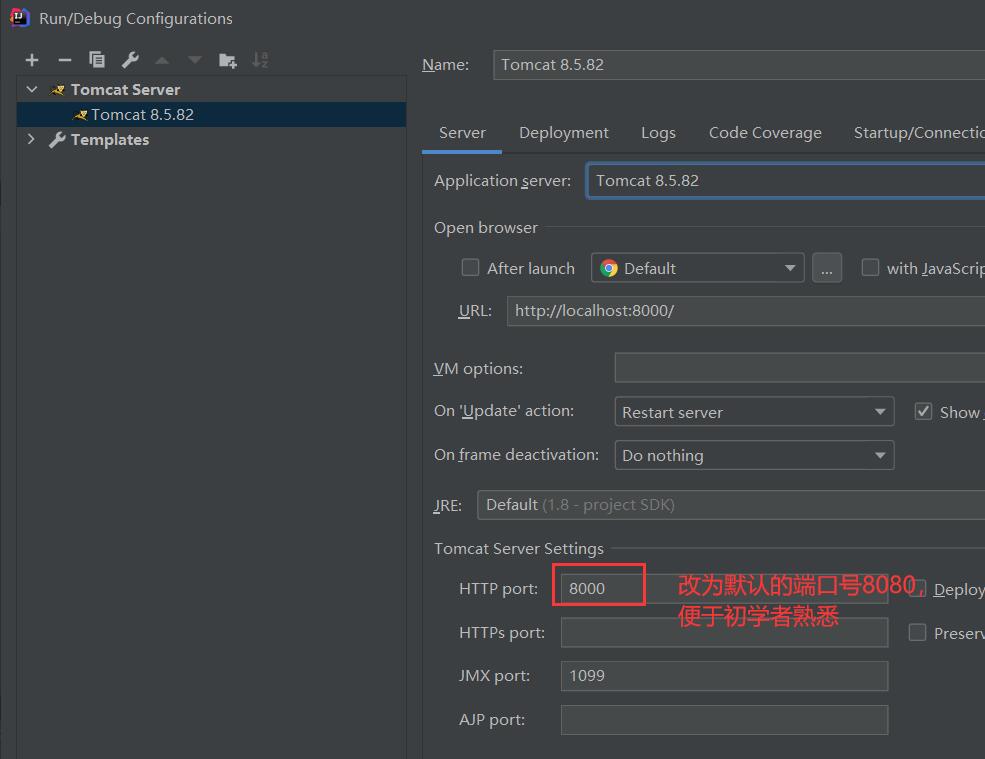 Run/Debug Configurations
Name: Tomcat 8.5.82
Tomcat Server
Tomcat 8.5.82
Templates
Server Deployment Logs Code Coverage Startup/Connectio
Application server: Tomcat 8.5.82
Open browser
After launch Default ... with JavaScrip
URL: http://localhost:8000/
VM options:
On 'Update' action: Restart server Show
On frame deactivation: Do nothing
JRE: Default (1.8 - project SDK)
Tomcat Server Settings
HTTP port: 8000 改为默认的端口号8080， Deploy
便于初学者熟悉
HTTPs port: Preserv
JMX port: 1099
AJP port: